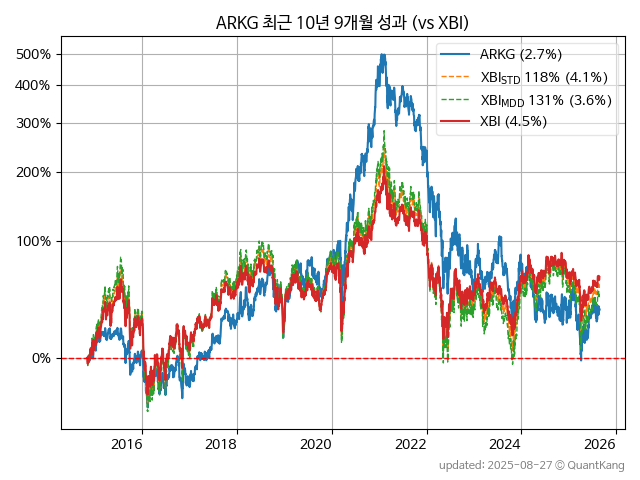 ARKG 최근 10년 9개월 성과 (vs XBI)
500%
400%
300%
200%
100%
0%
ARKG (2.7%)
XBI_STD 118% (4.1%)
XBI_MDD 131% (3.6%)
XBI (4.5%)
2016
2018
2020
2022
2024
2026
updated: 2025-08-27 © QuantKang